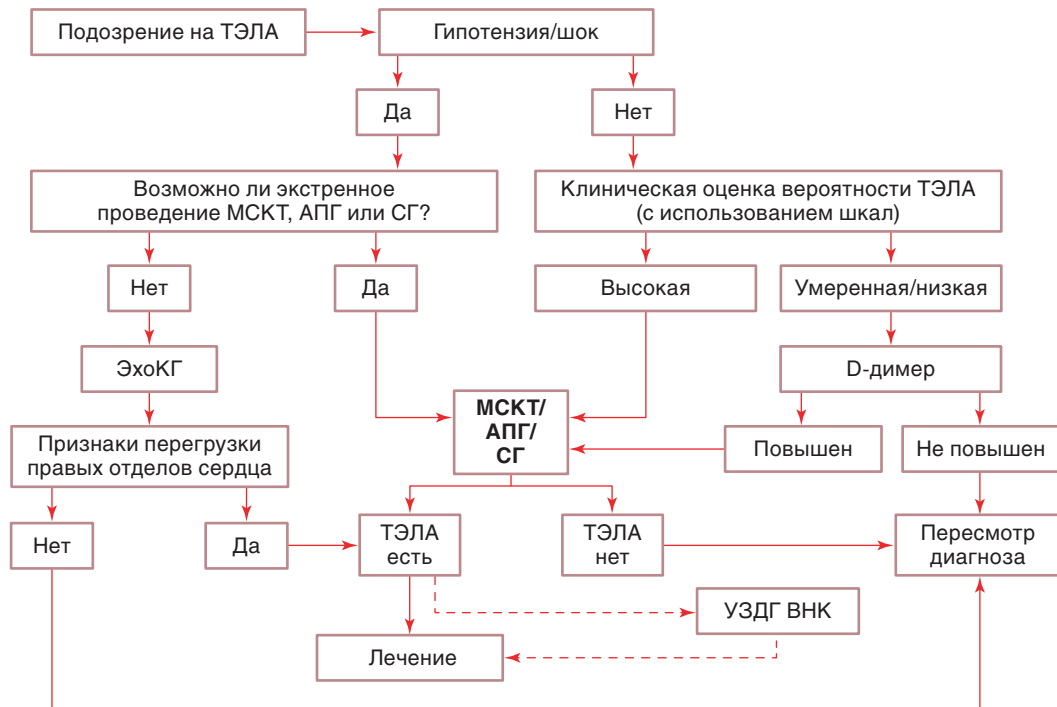 Подозрение на ТЭЛА
Гипотензия/шок
Да
Нет
Возможно ли экстренное
проведение МСКТ, АПГ или СГ?
Клиническая оценка вероятности ТЭЛА
(с использованием шкал)
Нет
Да
Высокая
Умеренная/низкая
ЭхоКГ
D-димер
МСКТ/
АПГ/
СГ
Признаки перегрузки
правых отделов сердца
Повышен
Не повышен
Нет
Да
ТЭЛА
есть
ТЭЛА
нет
Пересмотр
диагноза
УЗДГ ВНК
Лечение